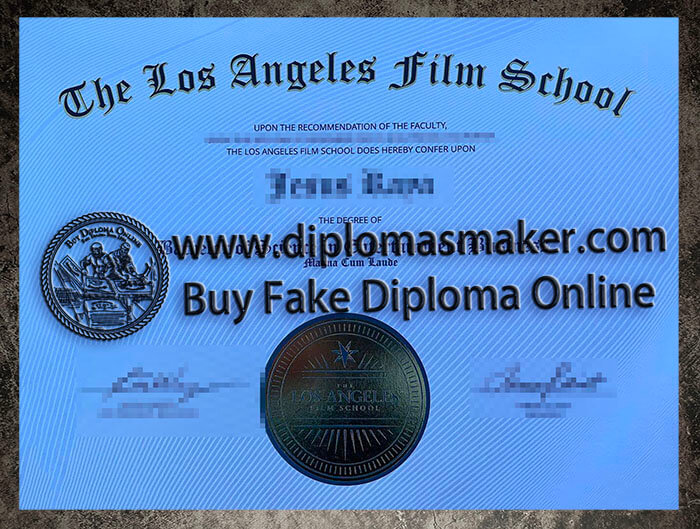 The Los Angeles Film School
UPON THE RECOMMENDATION OF THE FACULTY,
THE LOS ANGELES FILM SCHOOL DOES HEREBY CONFER UPON
THE DEGREE OF
Buy Diploma Online
www.diplomasmaker.com
Magna Cum Laude
Buy Fake Diploma Online
THE
LOS ANGELES
FILM SCHOOL